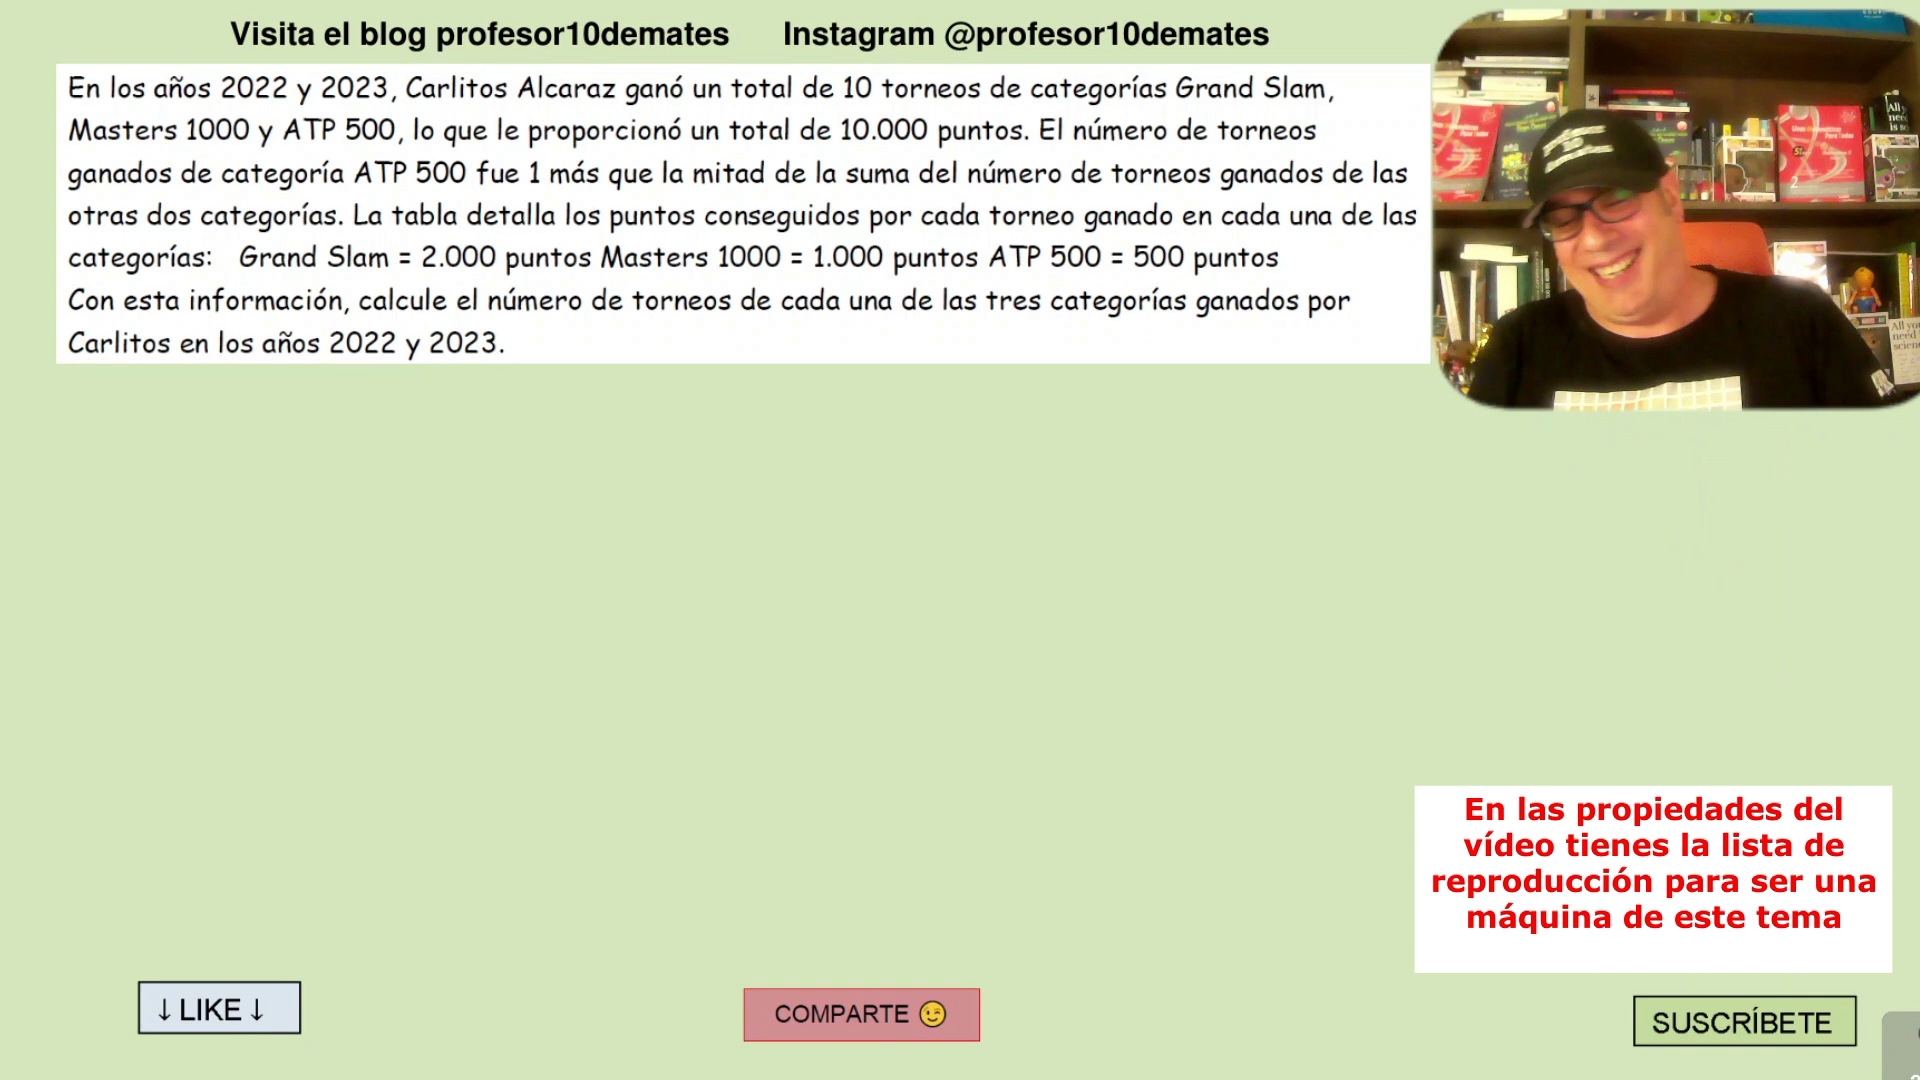 Visita el blog profesor10demates Instagram @profesor10demates
En los años 2022 y 2023, Carlitos Alcaraz ganó un total de 10 torneos de categorías Grand Slam,
Masters 1000 y ATP 500, lo que le proporcionó un total de 10.000 puntos. El número de torneos
ganados de categoría ATP 500 fue 1 más que la mitad de la suma del número de torneos ganados de las
otras dos categorías. La tabla detalla los puntos conseguidos por cada torneo ganado en cada una de las
categorías: Grand Slam = 2.000 puntos Masters 1000 = 1.000 puntos ATP 500 = 500 puntos
Con esta información, calcule el número de torneos de cada una de las tres categorías ganados por
Carlitos en los años 2022 y 2023.
En las propiedades del
vídeo tienes la lista de
reproducción para ser una
máquina de este tema
↓ LIKE ↓
COMPARTE 😉
SUSCRÍBETE